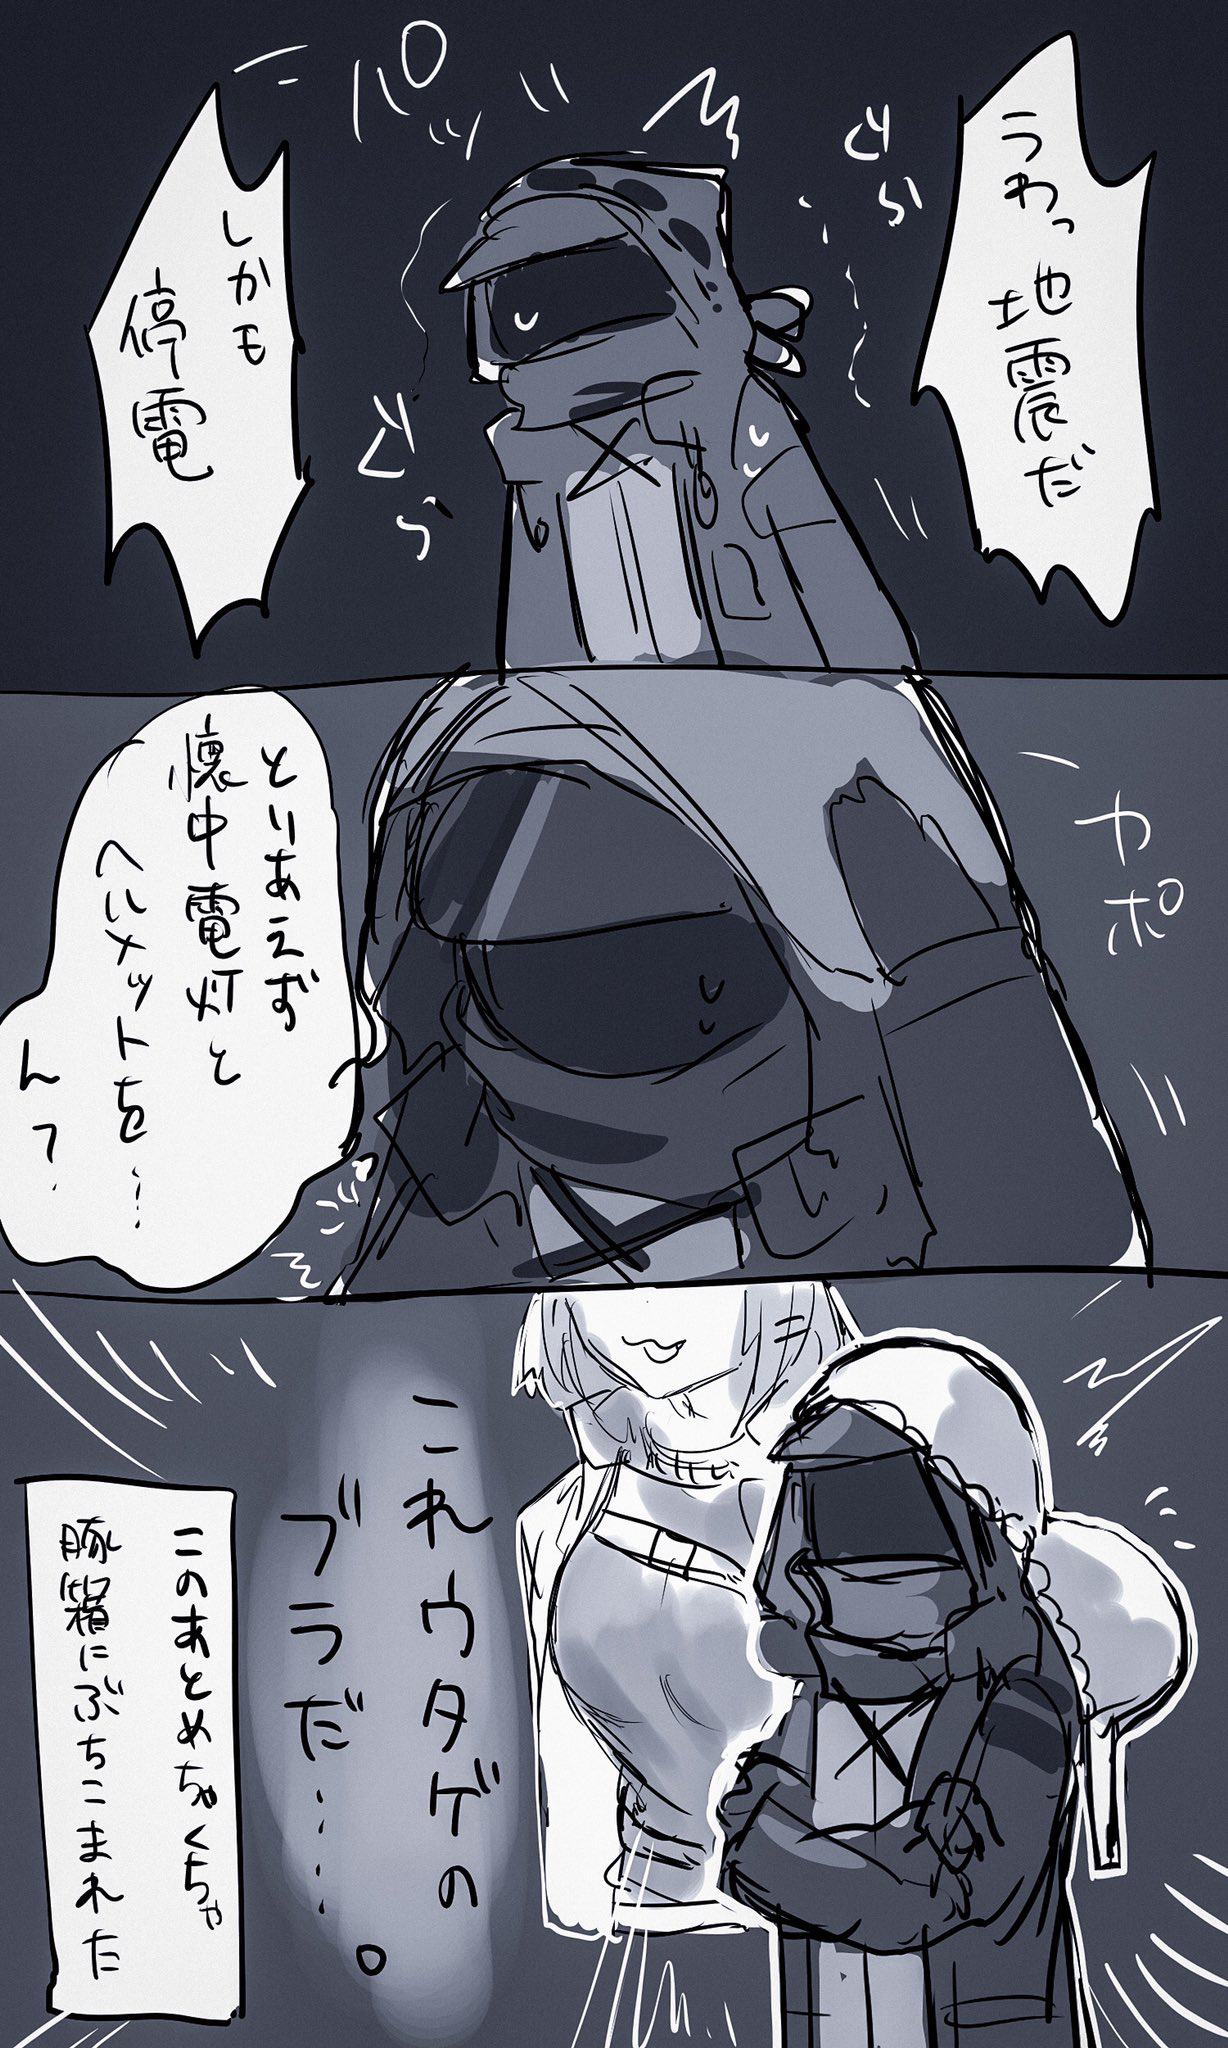 うわっ
地震だ
ぐら
パッ
しかも
停電
ぐら
カポ
とりあえず
懐中電灯と
ヘルメットを…
ん?
これウタゲの
ブラだ……。
このあとめちゃくちゃ
豚箱にぶちこまれた